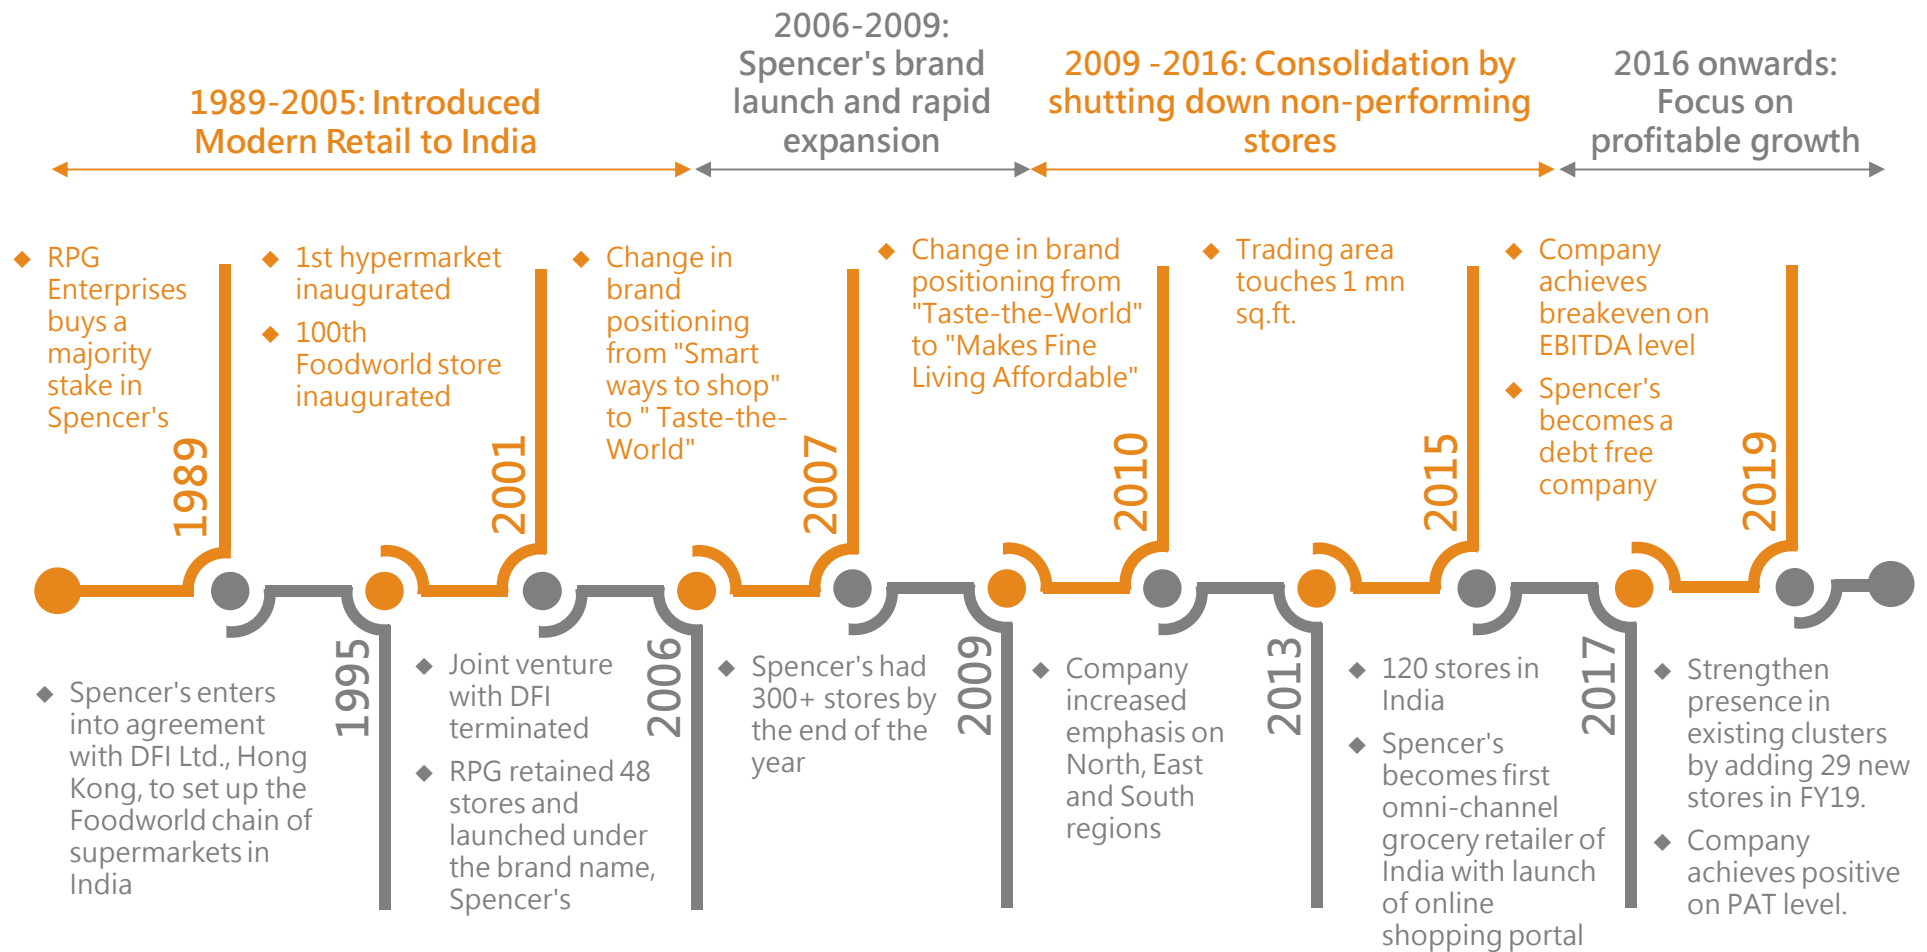 1989-2005: Introduced
Modern Retail to India
2006-2009:
Spencer's brand
launch and rapid
expansion
2009 -2016: Consolidation by
shutting down non-performing
stores
2016 onwards:
Focus on
profitable growth
RPG
Enterprises
buys a
majority
stake in
Spencer's
1989
1st hypermarket
inaugurated
100th
Foodworld store
inaugurated
2001
Change in
brand
positioning
from "Smart
ways to shop"
to " Taste-the-
World"
2007
Change in brand
positioning from
"Taste-the-World"
to "Makes Fine
Living Affordable"
2010
Trading area
touches 1 mn
sq.ft.
2015
Company
achieves
breakeven on
EBITDA level
Spencer's
becomes a
debt free
company
2019
Spencer's enters
into agreement
with DFI Ltd., Hong
Kong, to set up the
Foodworld chain of
supermarkets in
India
1995
Joint venture
with DFI
terminated
RPG retained 48
stores and
launched under
the brand name,
Spencer's
2006
Spencer's had
300+ stores by
the end of the
year
2009
Company
increased
emphasis on
North, East
and South
regions
2013
120 stores in
India
Spencer's
becomes first
omni-channel
grocery retailer of
India with launch
of online
shopping portal
2017
Strengthen
presence in
existing clusters
by adding 29 new
stores in FY19.
Company
achieves positive
on PAT level.